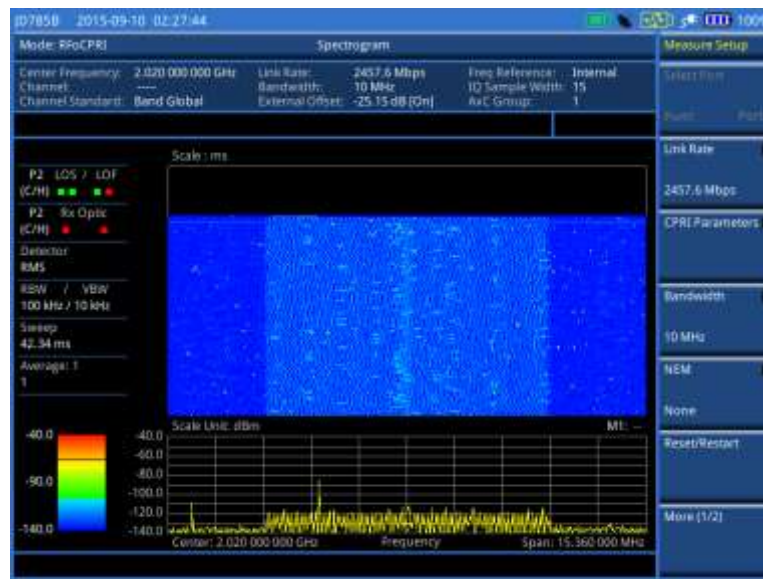 JD785B 2015-09-10 02:27:44
100%
Mode: RFoCPRI Spectrogram Measure Setup
Center Frequency: 2.020 000 000 GHz Link Rate: 2457.6 Mbps Freq Reference: Internal
Channel: ---- Bandwidth: 10 MHz IQ Sample Width: 15
Channel Standard: Band Global External Offset: -25.15 dB [On] AxC Group: 1
Select Port
Port
Scale : ms
P2 LOS / LOF
(C/H)
P2 Rx Optic
(C/H)
Detector
RMS
RBW / VBW
100 kHz / 10 kHz
Sweep
42.34 ms
Average: 1
1
Scale Unit: dBm M1: --
-40.0
-90.0
-140.0
-40.0
-60.0
-80.0
-100.0
-120.0
-140.0
Center: 2.020 000 000 GHz Frequency Span: 15.360 000 MHz
Link Rate
2457.6 Mbps
CPRI Parameters
Bandwidth
10 MHz
NEM
None
Reset/Restart
More (1/2)